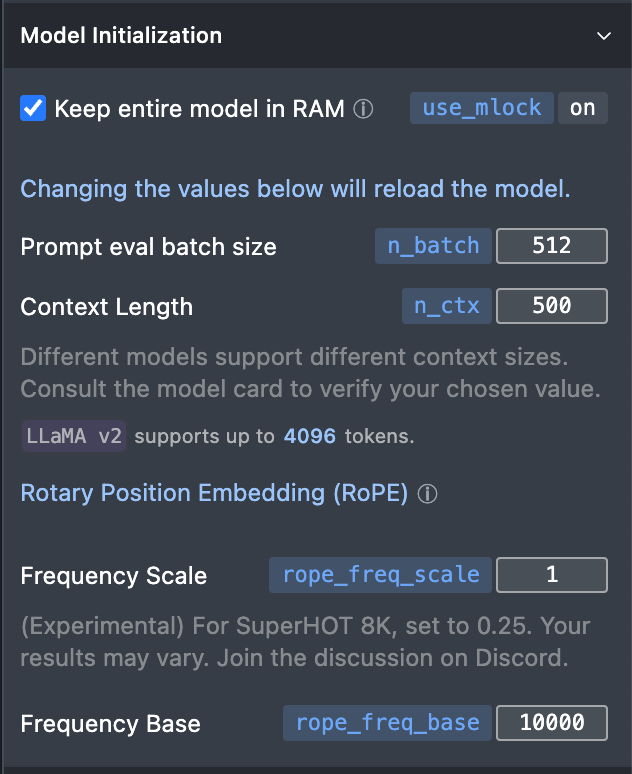 Model Initialization
Keep entire model in RAM ⓘ use_mlock on
Changing the values below will reload the model.
Prompt eval batch size n_batch 512
Context Length n_ctx 500
Different models support different context sizes.
Consult the model card to verify your chosen value.
LLaMA v2 supports up to 4096 tokens.
Rotary Position Embedding (RoPE) ⓘ
Frequency Scale rope_freq_scale 1
(Experimental) For SuperHOT 8K, set to 0.25. Your
results may vary. Join the discussion on Discord.
Frequency Base rope_freq_base 10000